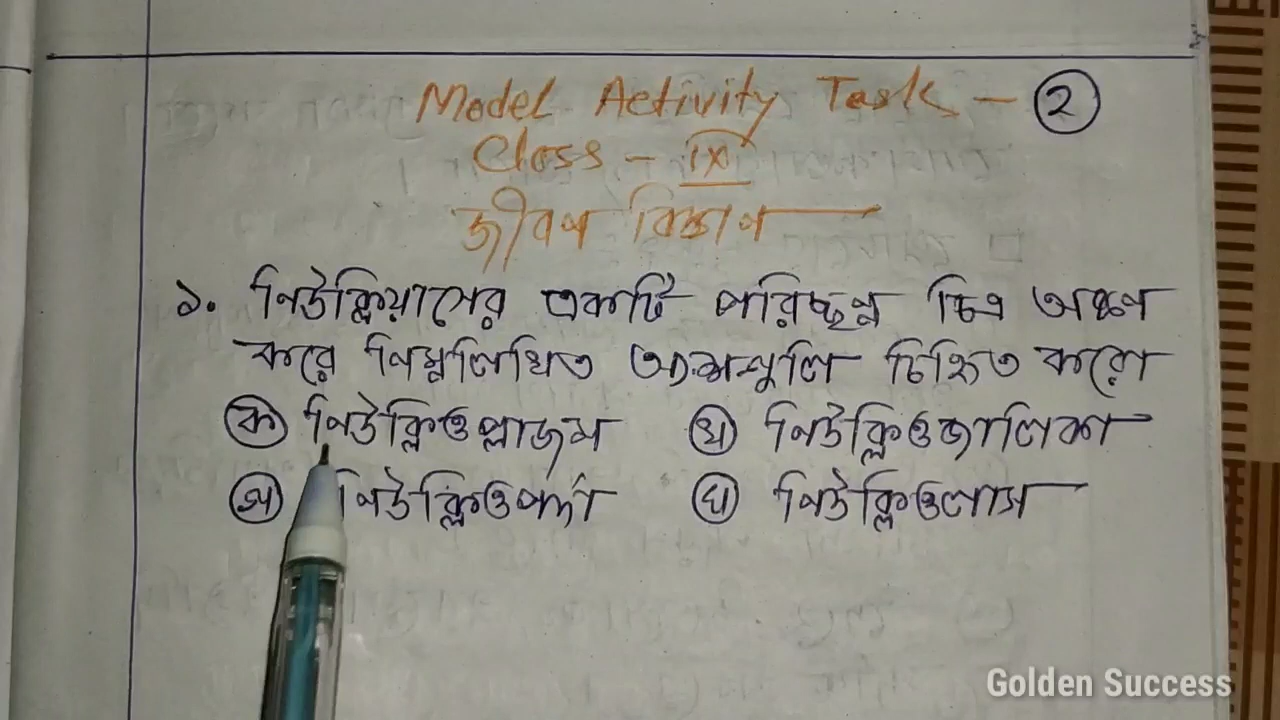 Model Activity Task - 2
Class - IX
জীবন বিজ্ঞান
১. নিউক্লিয়াসের একটি পরিচ্ছন্ন চিত্র অঙ্কণ
করে নিম্নলিখিত অংশগুলি চিহ্নিত করো
ক নিউক্লিওপ্লাজম খ নিউক্লিওজালিকা
গ নিউক্লিওপর্দা ঘ নিউক্লিওলাস
Golden Success